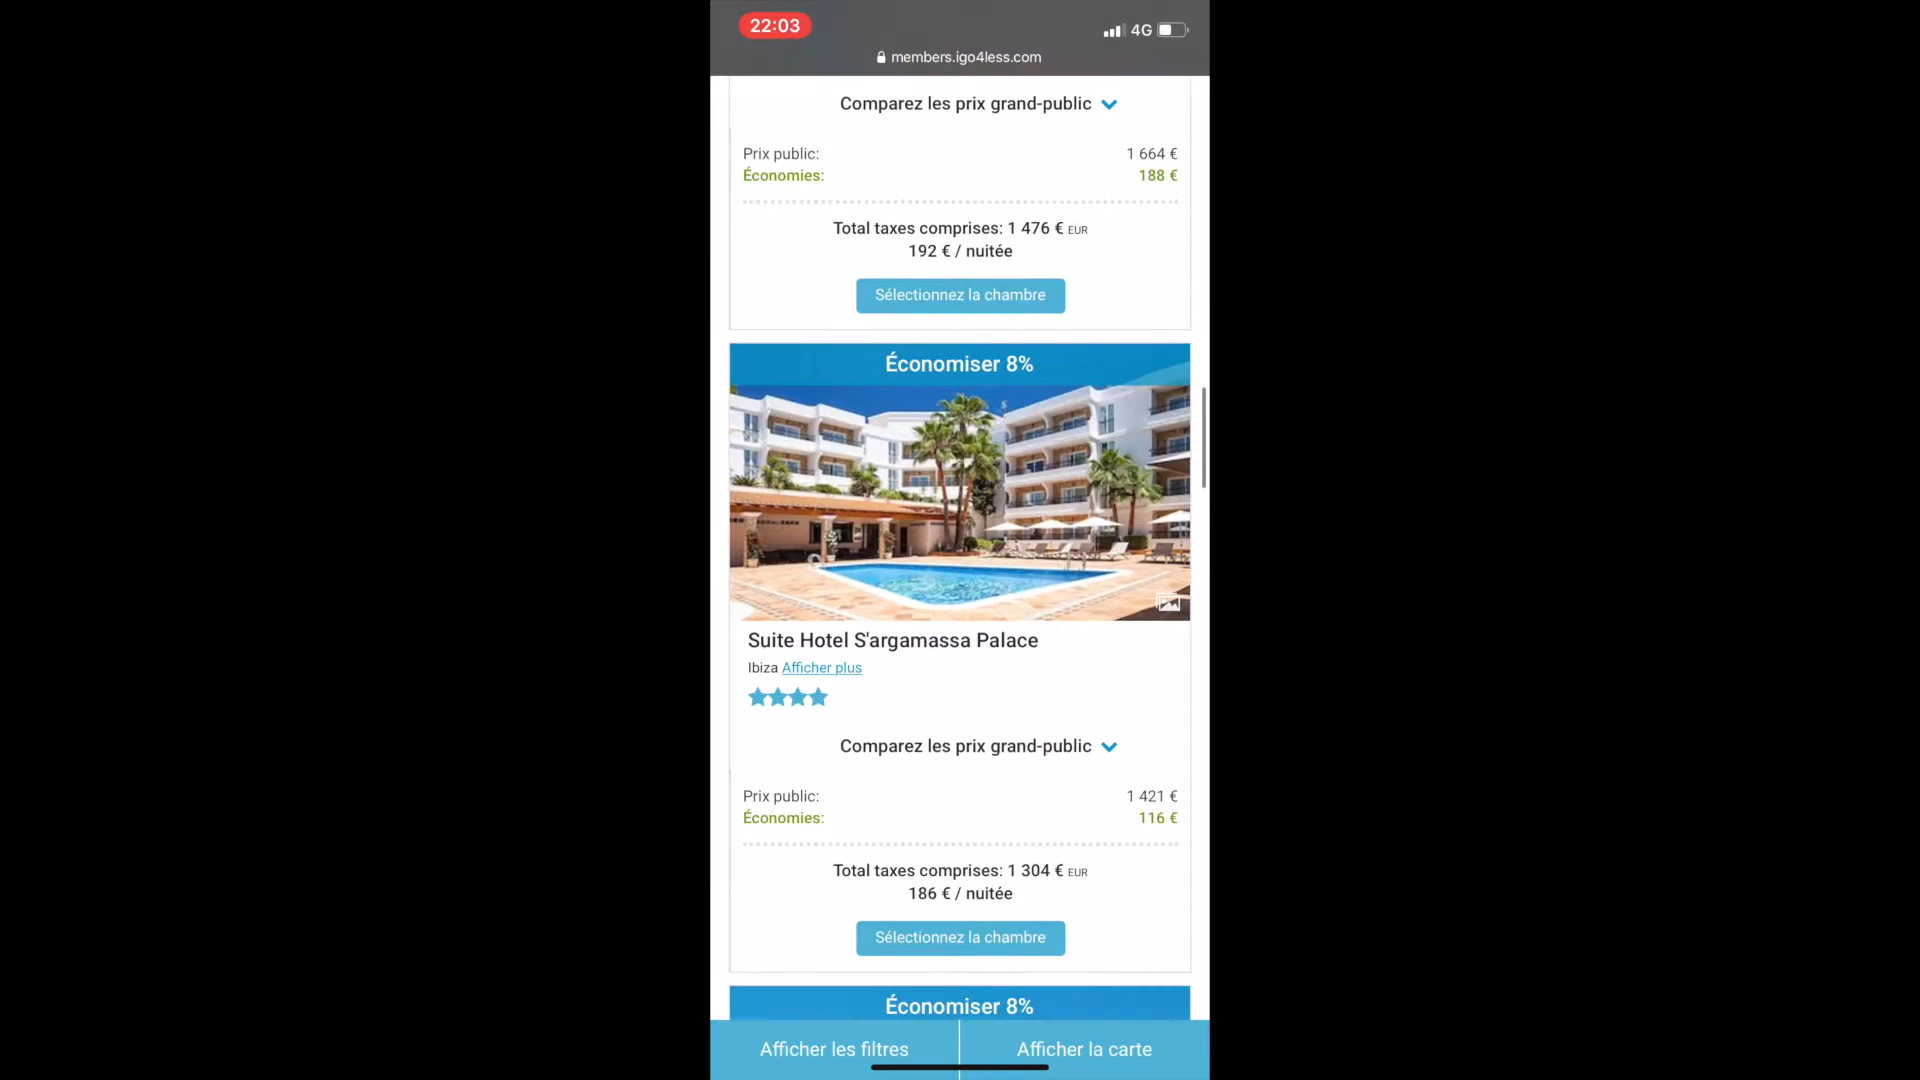 22:03
4G
members.igo4less.com
Comparez les prix grand-public
Prix public: 1 664 €
Économies: 188 €
Total taxes comprises: 1 476 € EUR
192 € / nuitée
Sélectionnez la chambre
Économiser 8%
Suite Hotel S'argamassa Palace
Ibiza Afficher plus
Comparez les prix grand-public
Prix public: 1 421 €
Économies: 116 €
Total taxes comprises: 1 304 € EUR
186 € / nuitée
Sélectionnez la chambre
Économiser 8%
Afficher les filtres
Afficher la carte